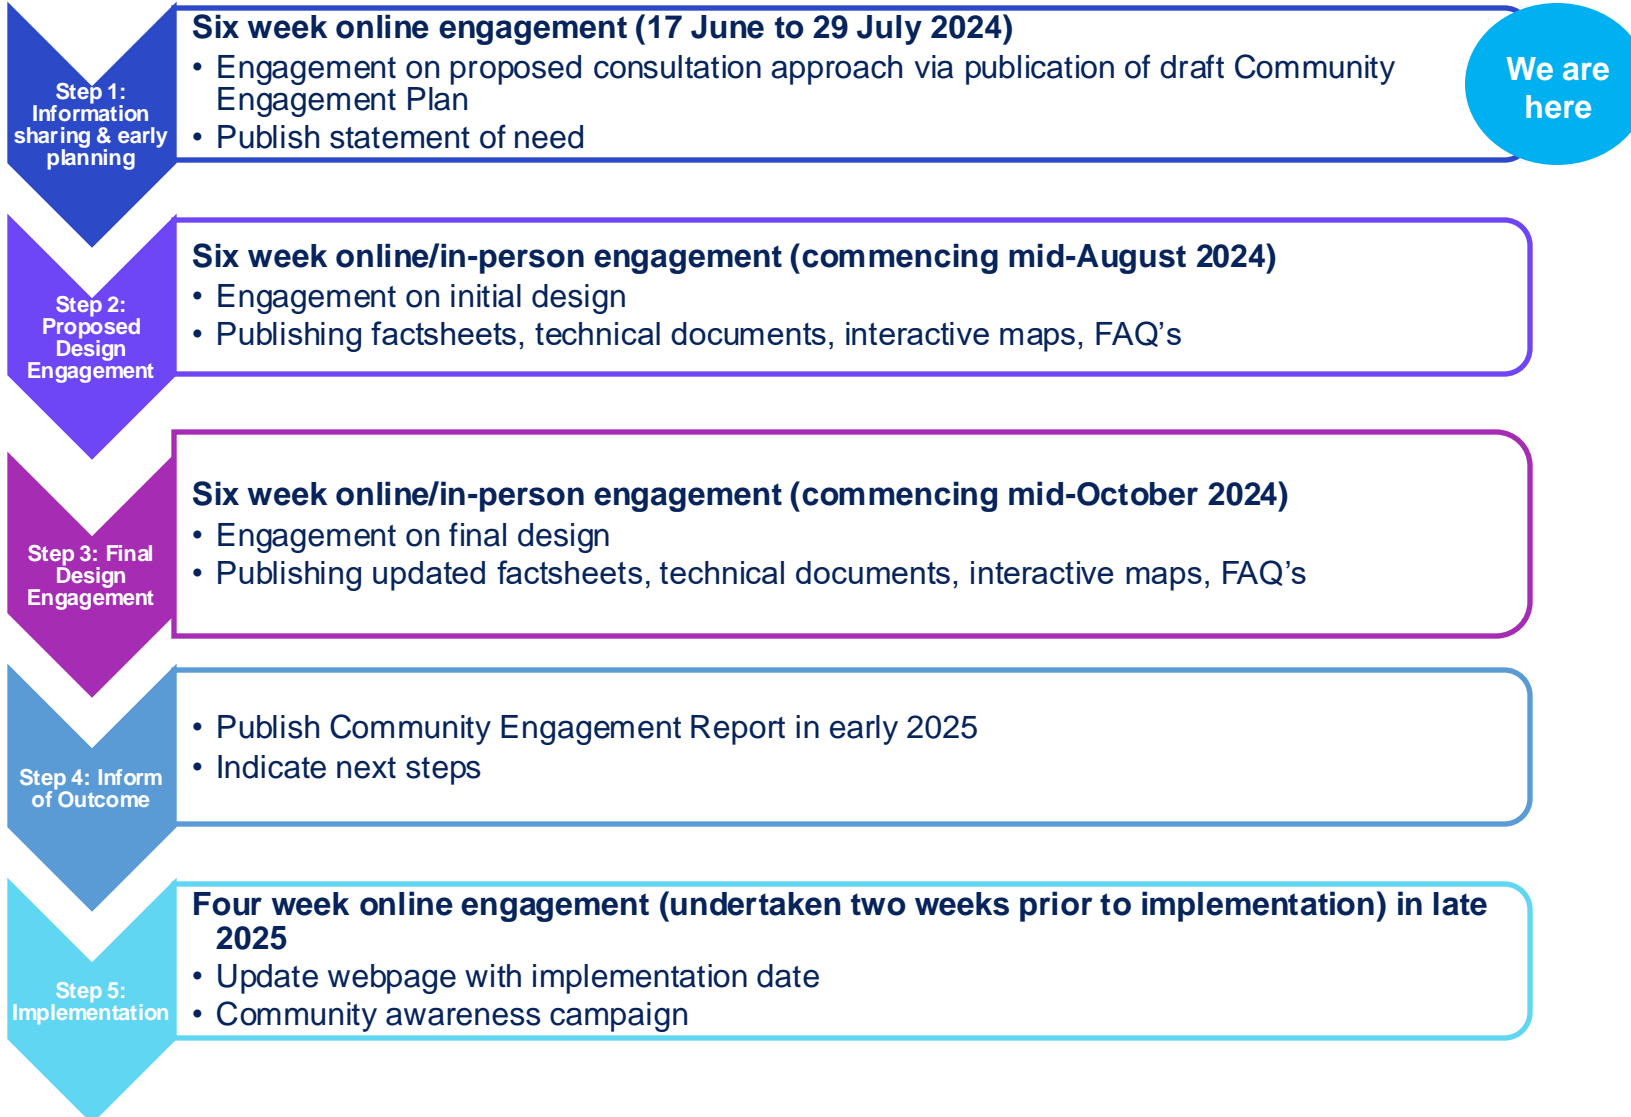 Six week online engagement (17 June to 29 July 2024)
• Engagement on proposed consultation approach via publication of draft Community
Engagement Plan
• Publish statement of need
Step 1:
Information
sharing & early
planning
We are
here
Six week online/in-person engagement (commencing mid-August 2024)
• Engagement on initial design
• Publishing factsheets, technical documents, interactive maps, FAQ’s
Step 2:
Proposed
Design
Engagement
Six week online/in-person engagement (commencing mid-October 2024)
• Engagement on final design
• Publishing updated factsheets, technical documents, interactive maps, FAQ’s
Step 3: Final
Design
Engagement
• Publish Community Engagement Report in early 2025
• Indicate next steps
Step 4: Inform
of Outcome
Four week online engagement (undertaken two weeks prior to implementation) in late
2025
• Update webpage with implementation date
• Community awareness campaign
Step 5:
Implementation